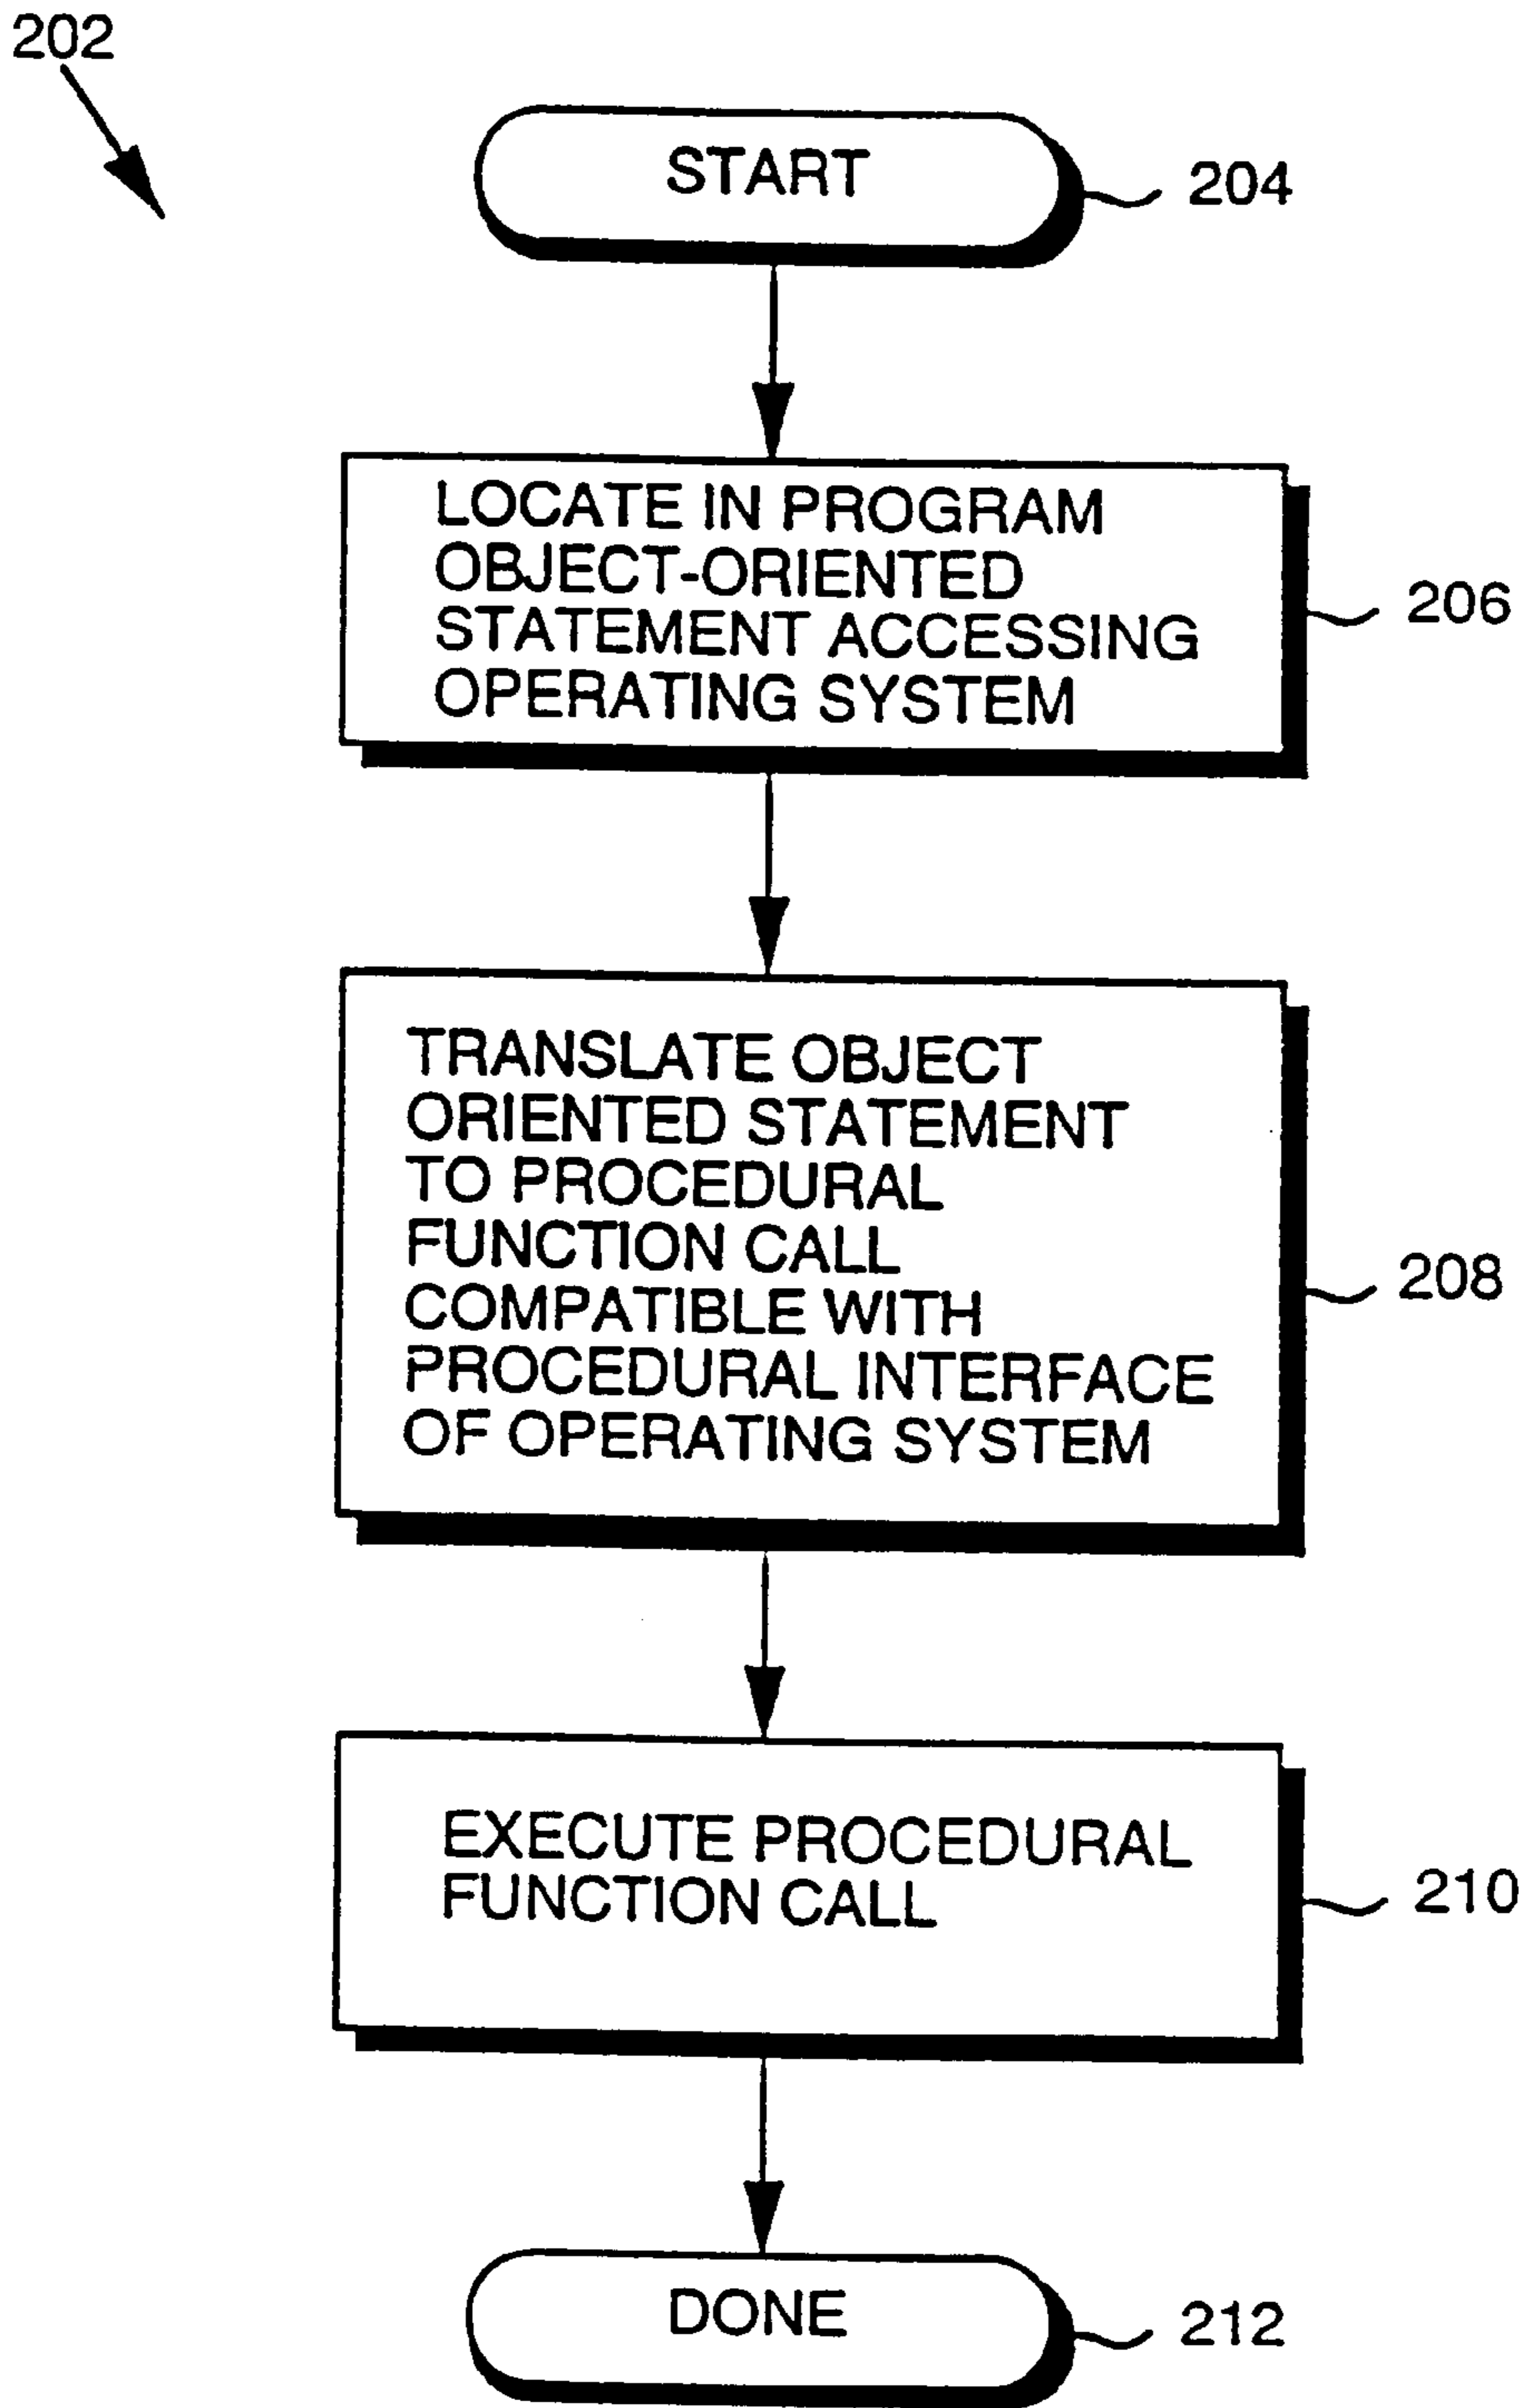 202
START
204
LOCATE IN PROGRAM
OBJECT-ORIENTED
STATEMENT ACCESSING
OPERATING SYSTEM
206
TRANSLATE OBJECT
ORIENTED STATEMENT
TO PROCEDURAL
FUNCTION CALL
COMPATIBLE WITH
PROCEDURAL INTERFACE
OF OPERATING SYSTEM
208
EXECUTE PROCEDURAL
FUNCTION CALL
210
DONE
212